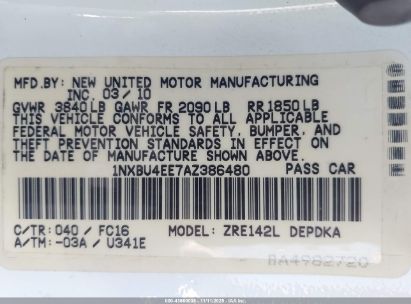 MFD.BY: NEW UNITED MOTOR MANUFACTURING
INC. 03/10
GVWR 3840LB GAWR FR 2090LB RR1850LB
THIS VEHICLE CONFORMS TO ALL APPLICABLE
FEDERAL MOTOR VEHICLE SAFETY, BUMPER, AND
THEFT PREVENTION STANDARDS IN EFFECT ON
THE DATE OF MANUFACTURE SHOWN ABOVE.
1NXBU4EE7AZ386480 PASS CAR
C/TR: 040 / FC16 MODEL: ZRE142L DEPDKA
A/TM: -03A / U341E